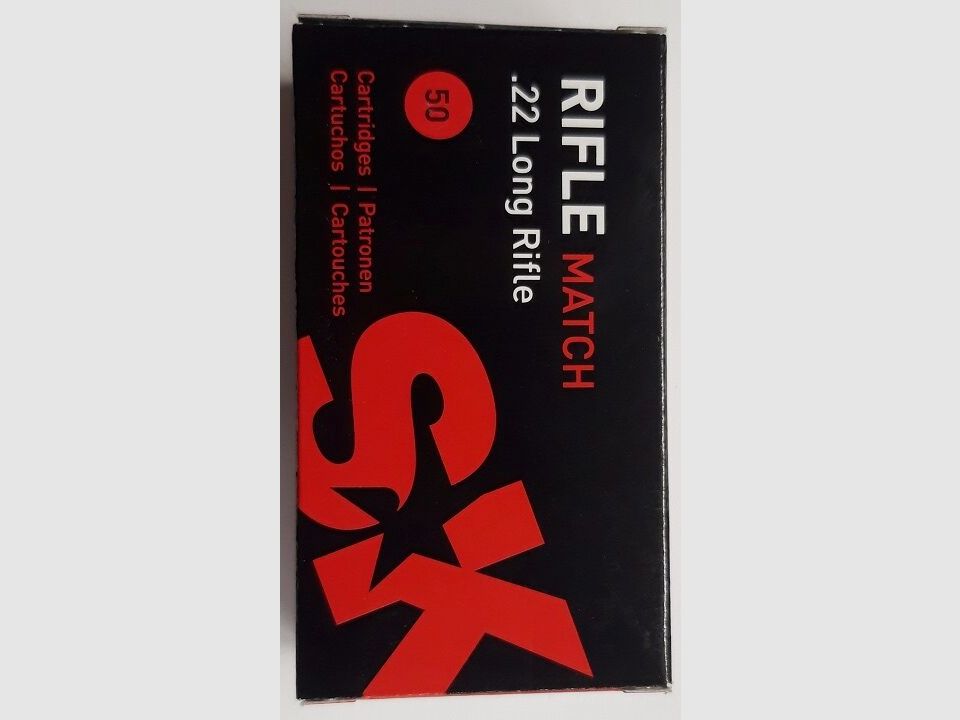 RIFLE MATCH
.22 Long Rifle
50
Cartridges | Patronen
Cartuchos | Cartouches
SK